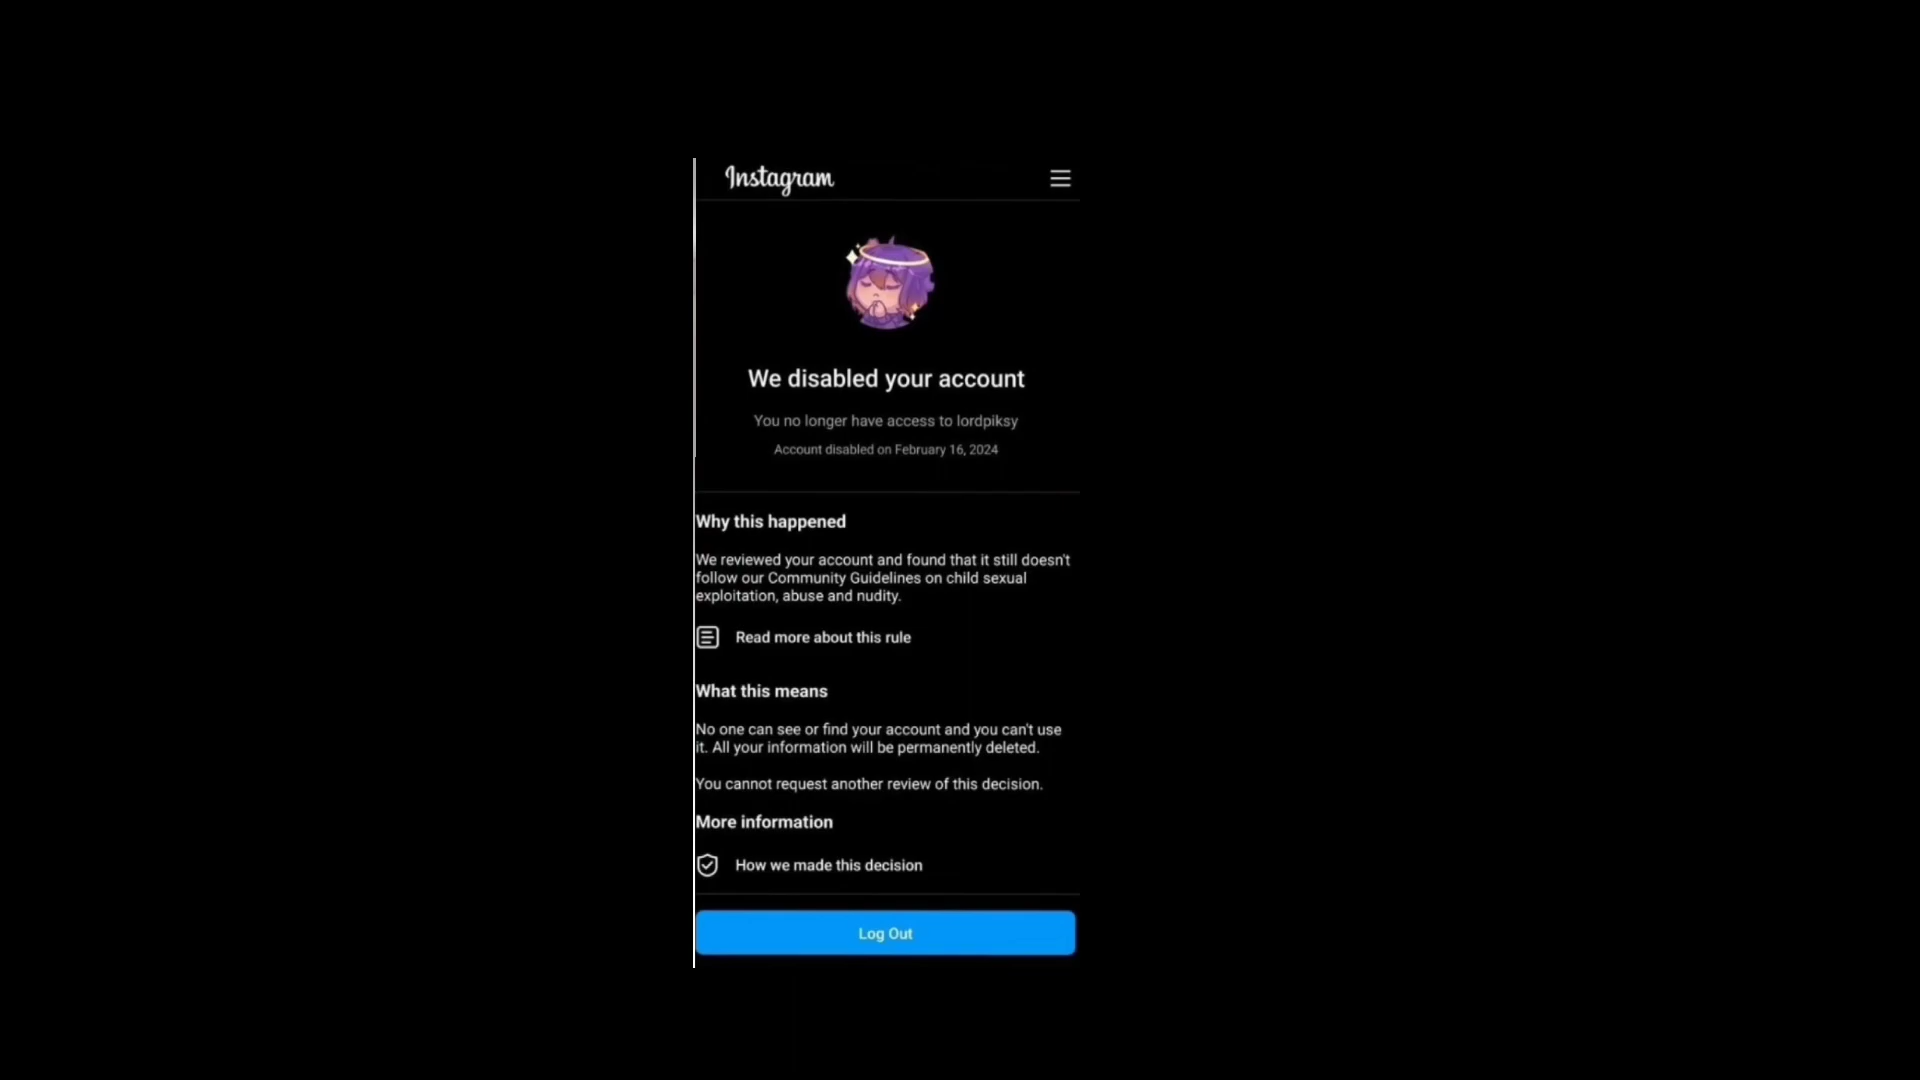 Instagram
We disabled your account
You no longer have access to lordpiksy
Account disabled on February 16, 2024
Why this happened
We reviewed your account and found that it still doesn't
follow our Community Guidelines on child sexual
exploitation, abuse and nudity.
Read more about this rule
What this means
No one can see or find your account and you can't use
it. All your information will be permanently deleted.
You cannot request another review of this decision.
More information
How we made this decision
Log Out